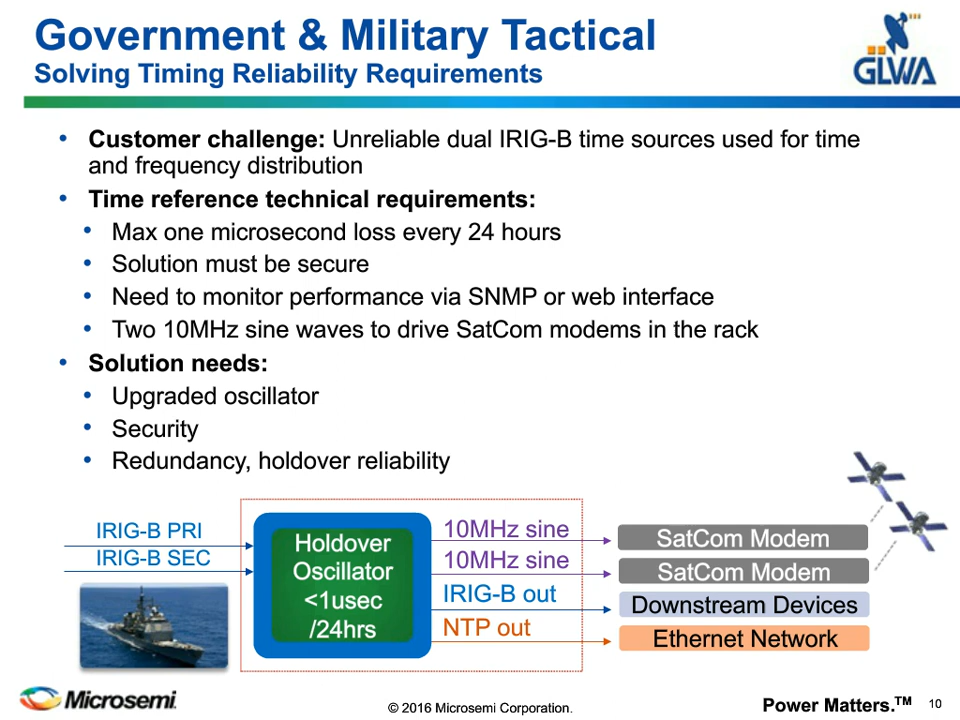 Government & Military Tactical
Solving Timing Reliability Requirements
GLWA
• Customer challenge: Unreliable dual IRIG-B time sources used for time
and frequency distribution
• Time reference technical requirements:
• Max one microsecond loss every 24 hours
• Solution must be secure
• Need to monitor performance via SNMP or web interface
• Two 10MHz sine waves to drive SatCom modems in the rack
• Solution needs:
• Upgraded oscillator
• Security
• Redundancy, holdover reliability
IRIG-B PRI
IRIG-B SEC
Holdover
Oscillator
<1usec
/24hrs
10MHz sine
10MHz sine
IRIG-B out
NTP out
SatCom Modem
SatCom Modem
Downstream Devices
Ethernet Network
Microsemi.
© 2016 Microsemi Corporation.
Power Matters.™
10